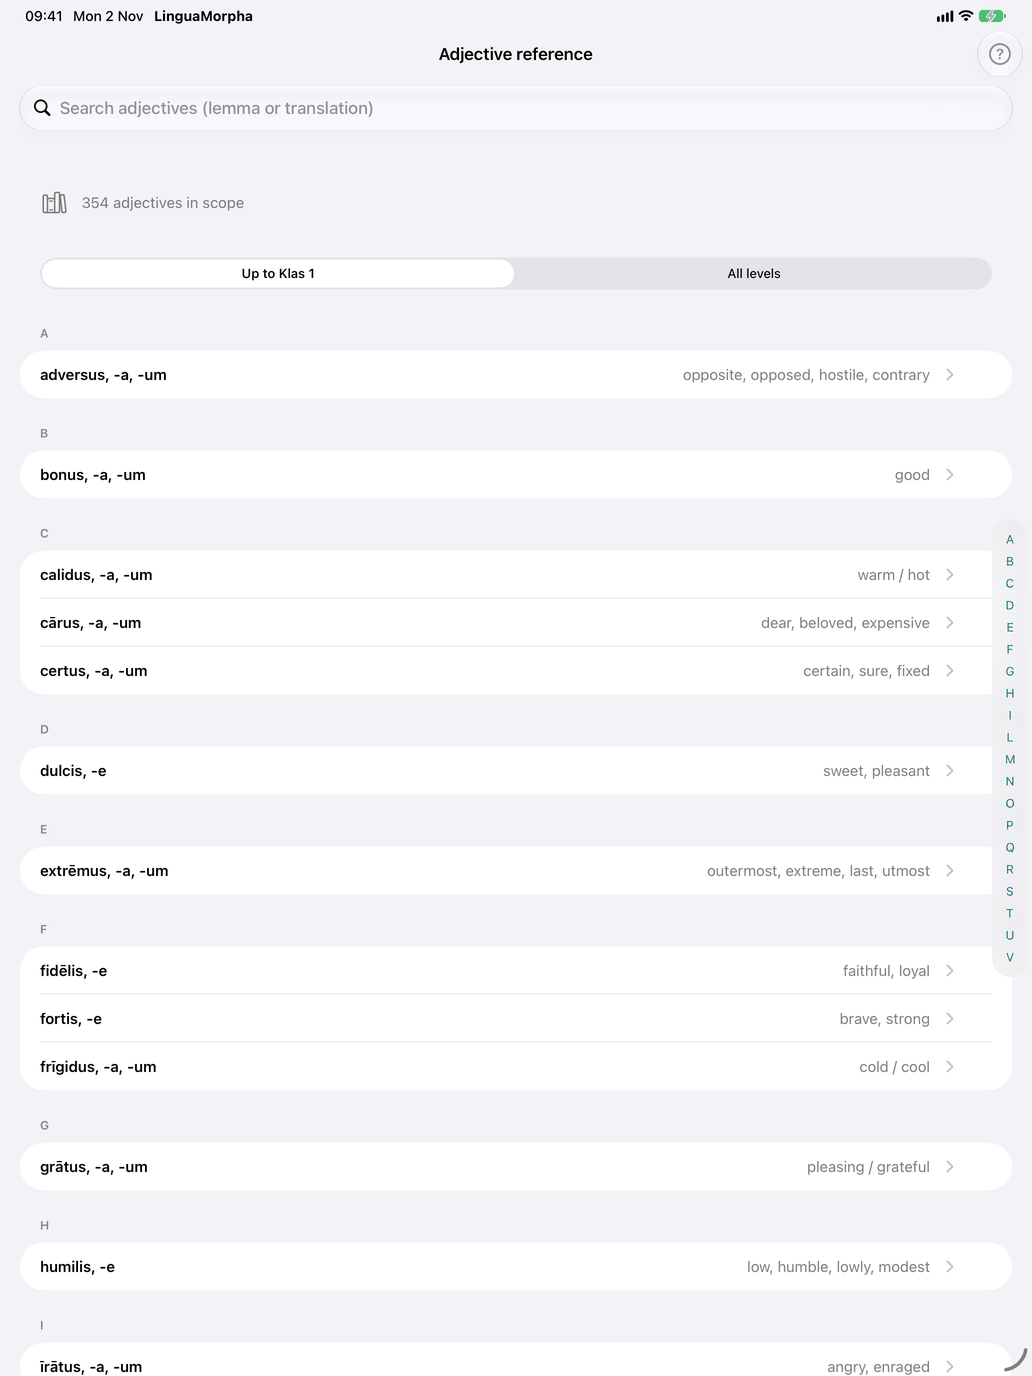 09:41 Mon 2 Nov LinguaMorpha
Adjective reference
?
Search adjectives (lemma or translation)
354 adjectives in scope
Up to Klas 1
All levels
A
adversus, -a, -um opposite, opposed, hostile, contrary
B
bonus, -a, -um good
C
calidus, -a, -um warm / hot
cārus, -a, -um dear, beloved, expensive
certus, -a, -um certain, sure, fixed
D
dulcis, -e sweet, pleasant
E
extrēmus, -a, -um outermost, extreme, last, utmost
F
fidēlis, -e faithful, loyal
fortis, -e brave, strong
frīgidus, -a, -um cold / cool
G
grātus, -a, -um pleasing / grateful
H
humilis, -e low, humble, lowly, modest
I
īrātus, -a, -um angry, enraged
A
B
C
D
E
F
G
H
I
L
M
N
O
P
Q
R
S
T
U
V